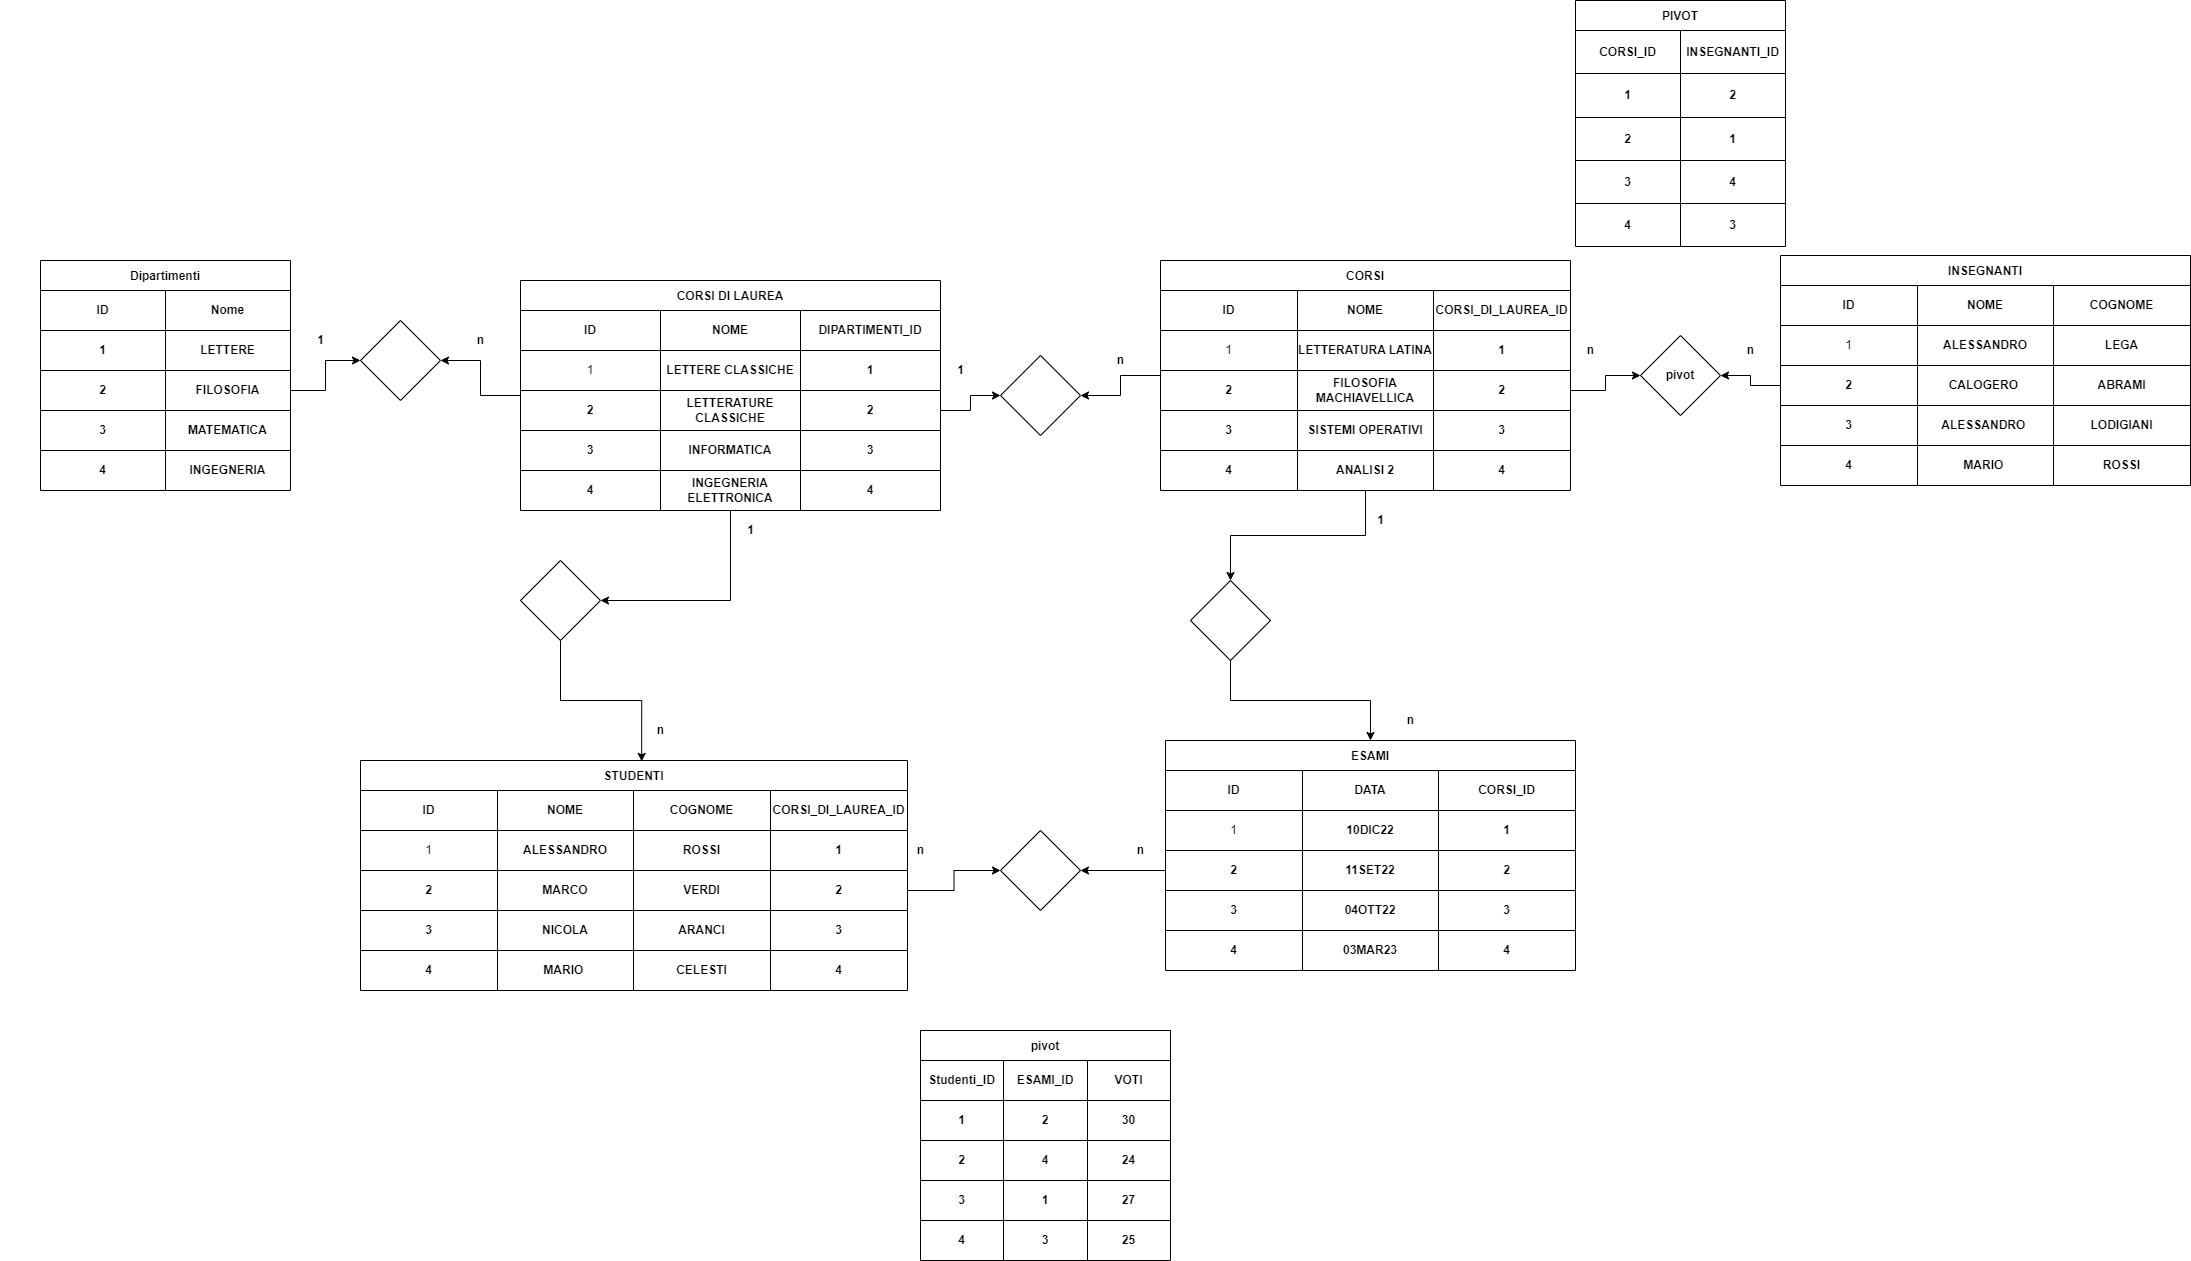 PIVOT
CORSI_ID INSEGNANTI_ID
1 2
2 1
3 4
4 3
Dipartimenti
ID Nome
1 LETTERE
2 FILOSOFIA
3 MATEMATICA
4 INGEGNERIA
1
n
CORSI DI LAUREA
ID NOME DIPARTIMENTI_ID
1 LETTERE CLASSICHE 1
2 LETTERATURE CLASSICHE 2
3 INFORMATICA 3
4 INGEGNERIA ELETTRONICA 4
1
n
CORSI
ID NOME CORSI_DI_LAUREA_ID
1 LETTERATURA LATINA 1
2 FILOSOFIA MACHIAVELLICA 2
3 SISTEMI OPERATIVI 3
4 ANALISI 2 4
n
pivot
n
INSEGNANTI
ID NOME COGNOME
1 ALESSANDRO LEGA
2 CALOGERO ABRAMI
3 ALESSANDRO LODIGIANI
4 MARIO ROSSI
1
1
n
n
STUDENTI
ID NOME COGNOME CORSI_DI_LAUREA_ID
1 ALESSANDRO ROSSI 1
2 MARCO VERDI 2
3 NICOLA ARANCI 3
4 MARIO CELESTI 4
n
n
ESAMI
ID DATA CORSI_ID
1 10DIC22 1
2 11SET22 2
3 04OTT22 3
4 03MAR23 4
pivot
Studenti_ID ESAMI_ID VOTI
1 2 30
2 4 24
3 1 27
4 3 25